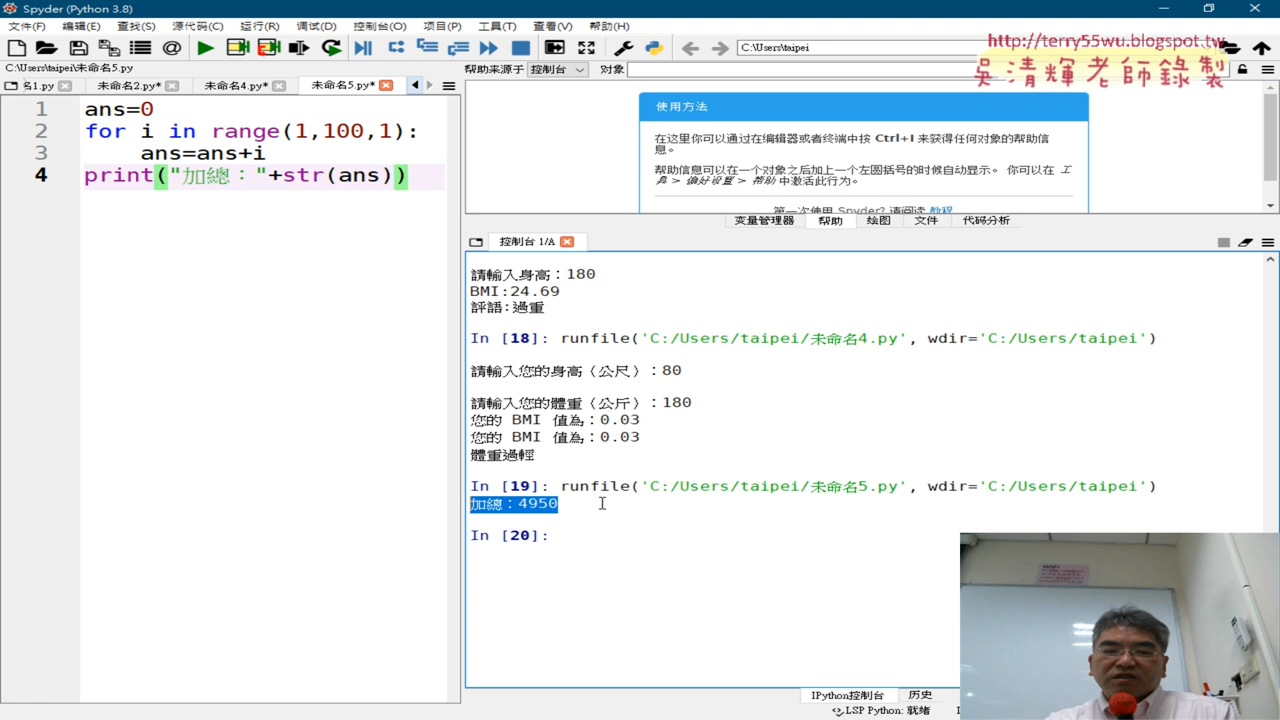 Spyder (Python 3.8)
文件(F) 编辑(E) 查找(S) 源代码(C) 运行(R) 调试(D) 控制台(O) 项目(P) 工具(T) 查看(V) 帮助(H)
C:\Users\taipei
http://terry55wu.blogspot.tw
吳清輝老師錄製
C:\Users\taipei\未命名5.py
名1.py 未命名2.py* 未命名4.py* 未命名5.py*
帮助来源于 控制台 对象
1 ans=0
2 for i in range(1,100,1):
3 ans=ans+i
4 print("加總："+str(ans))
使用方法
在这里你可以通过在编辑器或者终端中按 Ctrl+I 来获得任何对象的帮助信
息。
帮助信息可以在一个对象之后加上一个左圆括号的时候自动显示。 你可以在 工
具 > 偏好设置 > 帮助 中激活此行为。
第一次使用 Spyder? 请阅读 教程
变量管理器 帮助 绘图 文件 代码分析
控制台 1/A
請輸入身高：180
BMI:24.69
評語:過重
In [18]: runfile('C:/Users/taipei/未命名4.py', wdir='C:/Users/taipei')
請輸入您的身高（公尺）：80
請輸入您的體重（公斤）：180
您的 BMI 值為：0.03
您的 BMI 值為：0.03
體重過輕
In [19]: runfile('C:/Users/taipei/未命名5.py', wdir='C:/Users/taipei')
加總：4950
In [20]:
IPython控制台 历史
LSP Python: 就绪